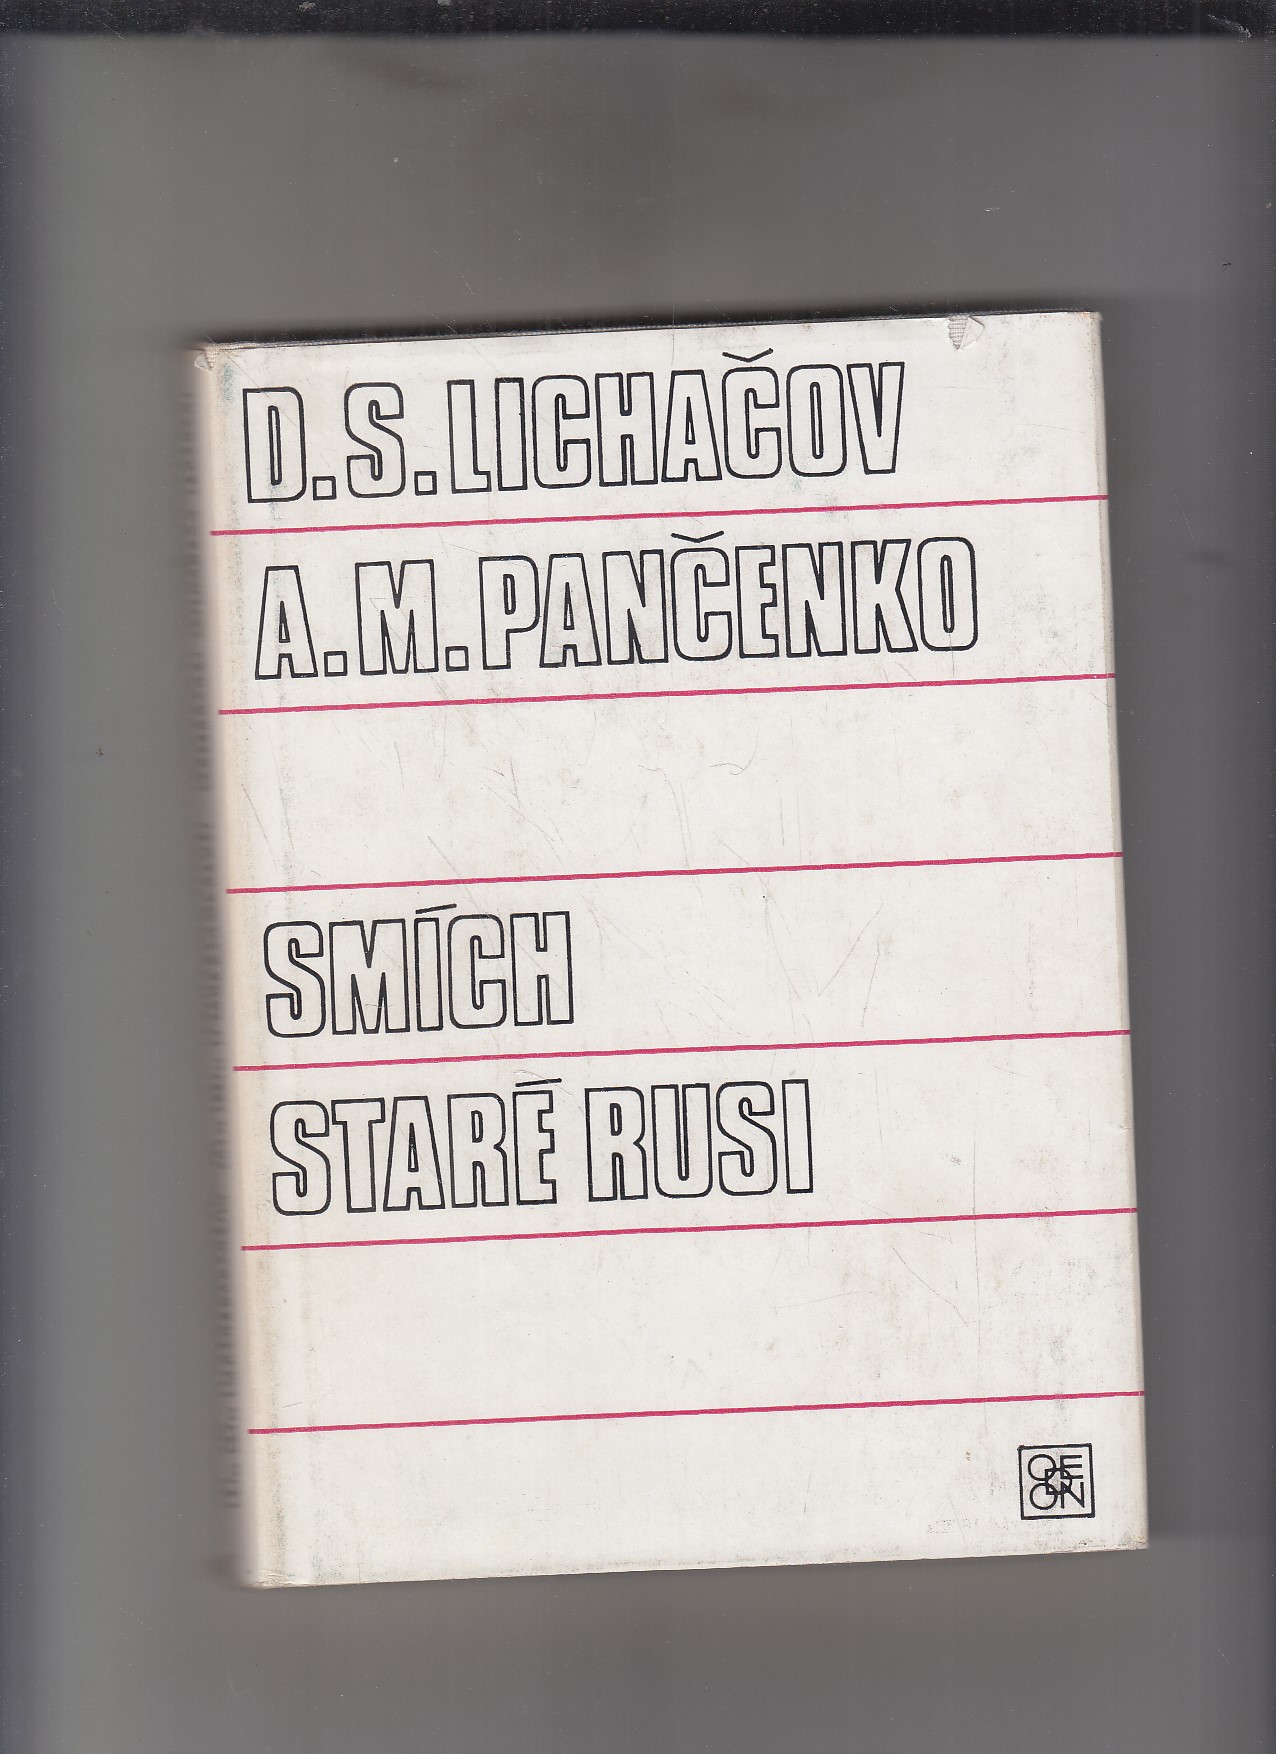 D.S.LICHAČOV
A.M.PANČENKO
SMÍCH
STARÉ RUSI
ODEON